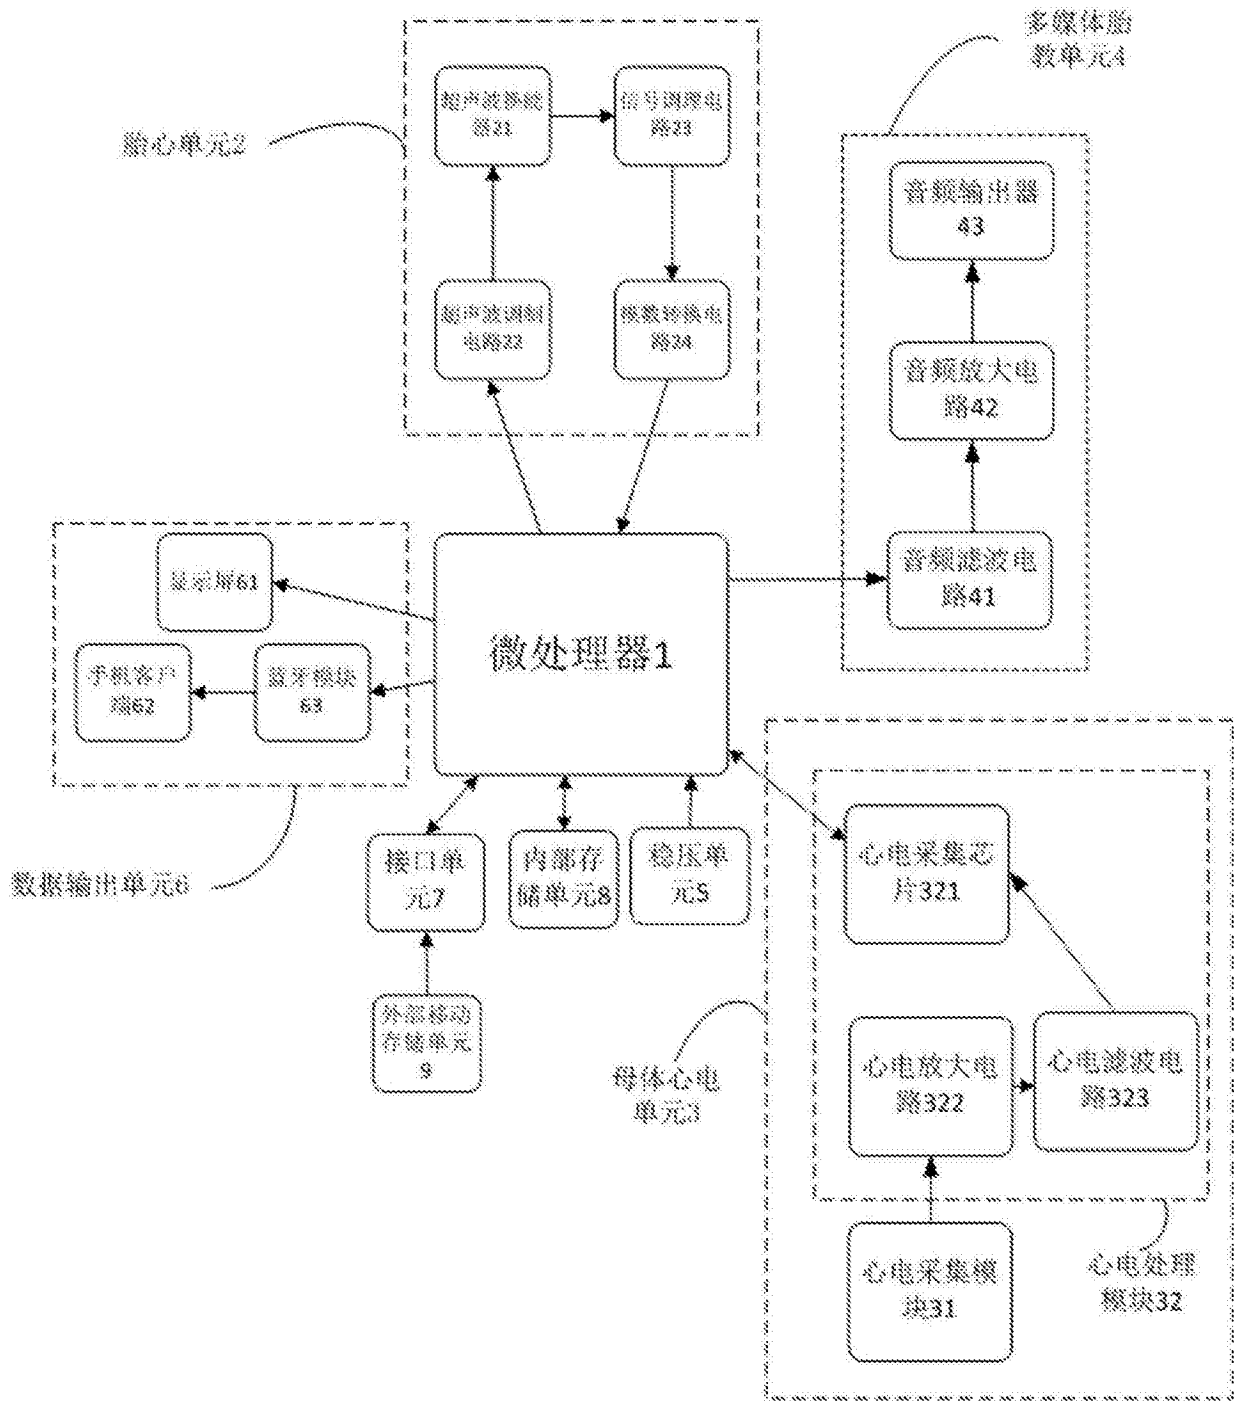 多媒体胎
教单元4
胎心单元2
超声波换能
器21
信号调理电
路23
超声波调制
电路22
模数转换电
路24
音频输出器
43
音频放大电
路42
音频滤波电
路41
显示屏61
手机客户
端62
蓝牙模块
63
微处理器1
数据输出单元6
接口单
元7
内部存
储单元8
稳压单
元5
外部移动
存储单元
9
母体心电
单元3
心电采集芯
片321
心电放大电
路322
心电滤波电
路323
心电采集模
块31
心电处理
模块32